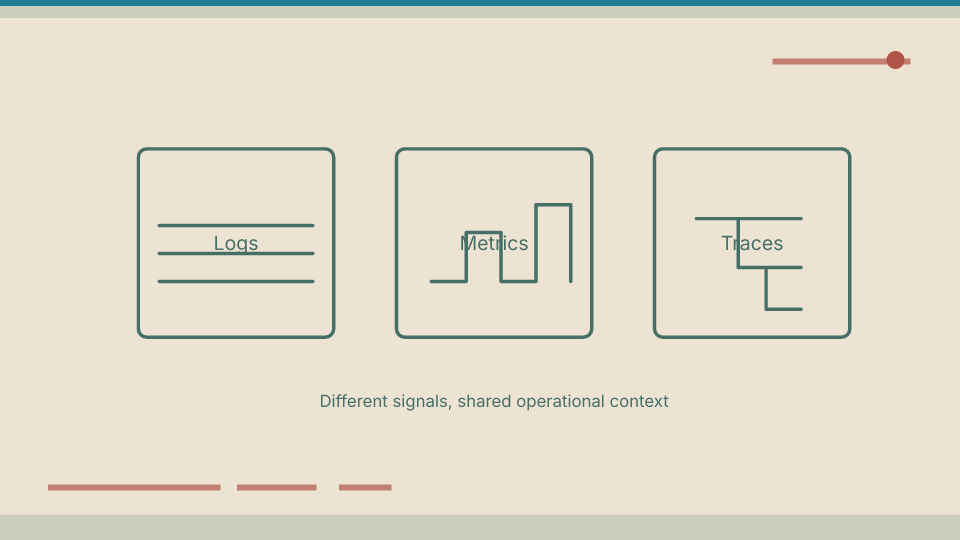 Logs
Metrics
Traces
Different signals, shared operational context